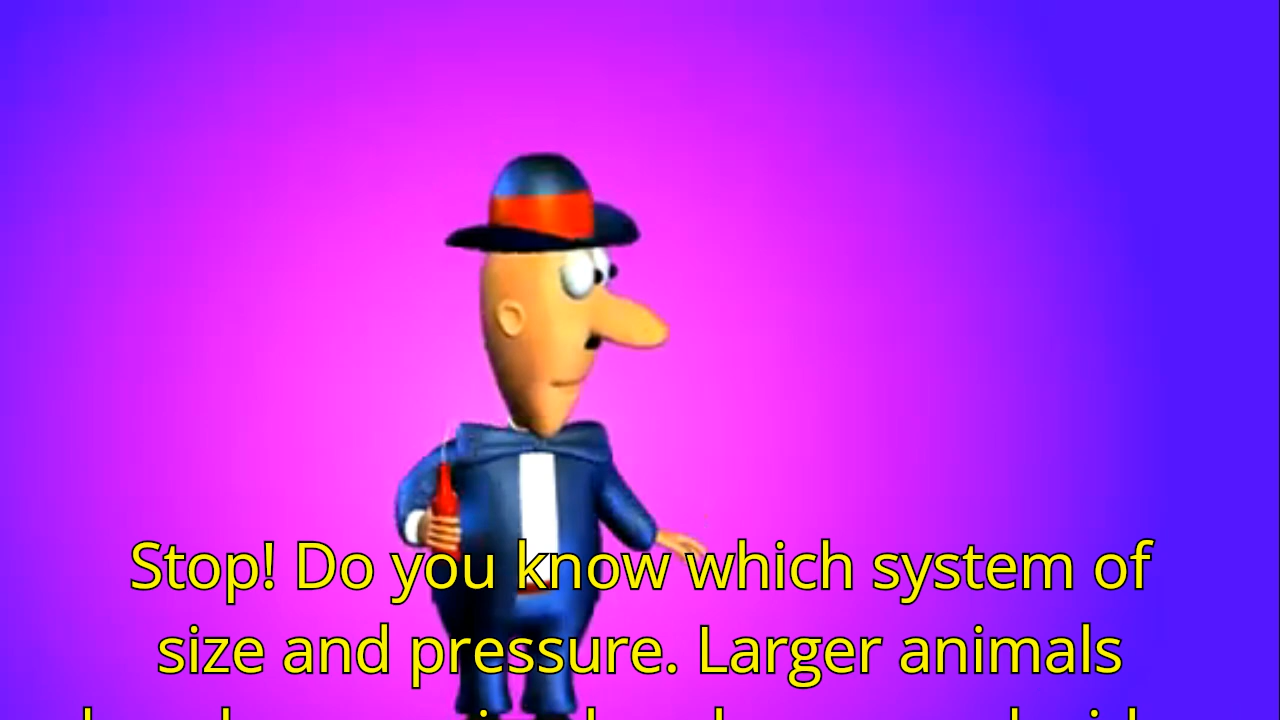 Stop! Do you know which system of
size and pressure. Larger animals